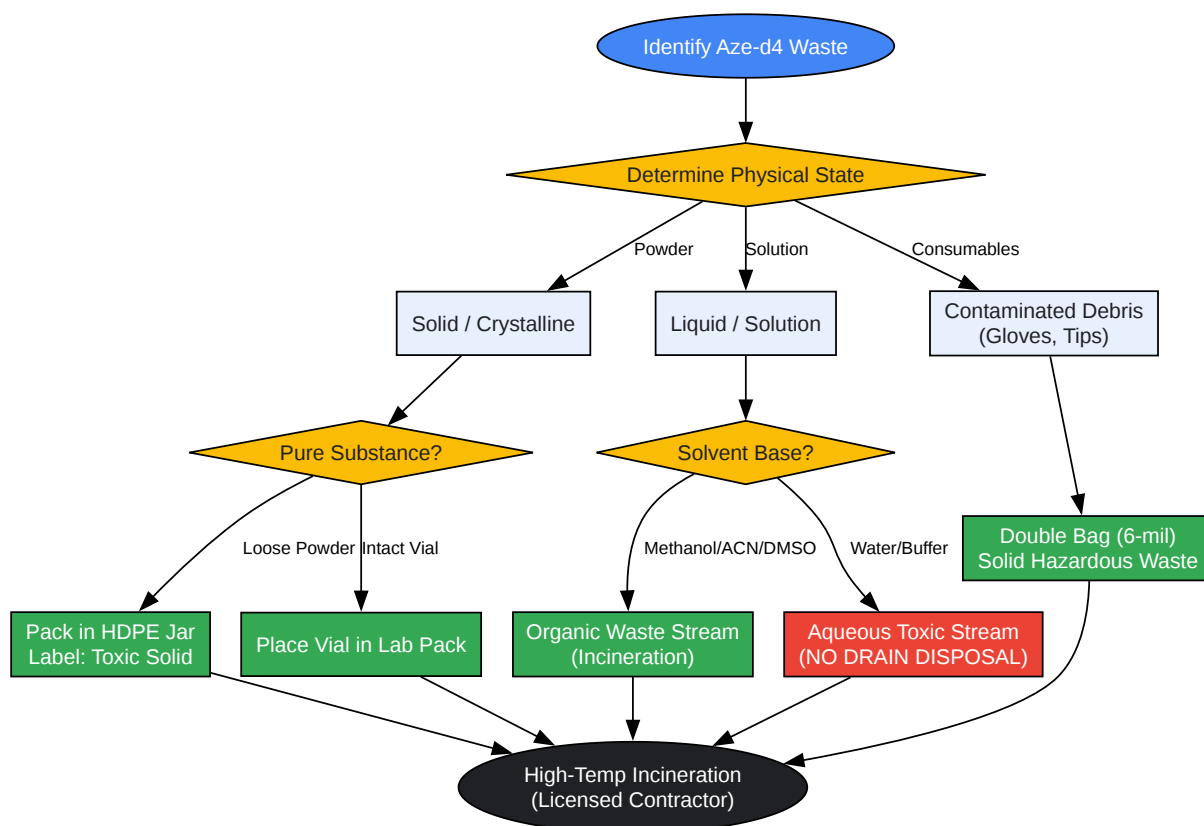 Identify Aze-d4 Waste
Determine Physical State
Powder
Solution
Consumables
Solid / Crystalline
Liquid / Solution
Contaminated Debris
(Gloves, Tips)
Pure Substance?
Solvent Base?
Loose Powder
Intact Vial
Methanol/ACN/DMSO
Water/Buffer
Double Bag (6-mil)
Solid Hazardous Waste
Pack in HDPE Jar
Label: Toxic Solid
Place Vial in Lab Pack
Organic Waste Stream
(Incineration)
Aqueous Toxic Stream
(NO DRAIN DISPOSAL)
High-Temp Incineration
(Licensed Contractor)